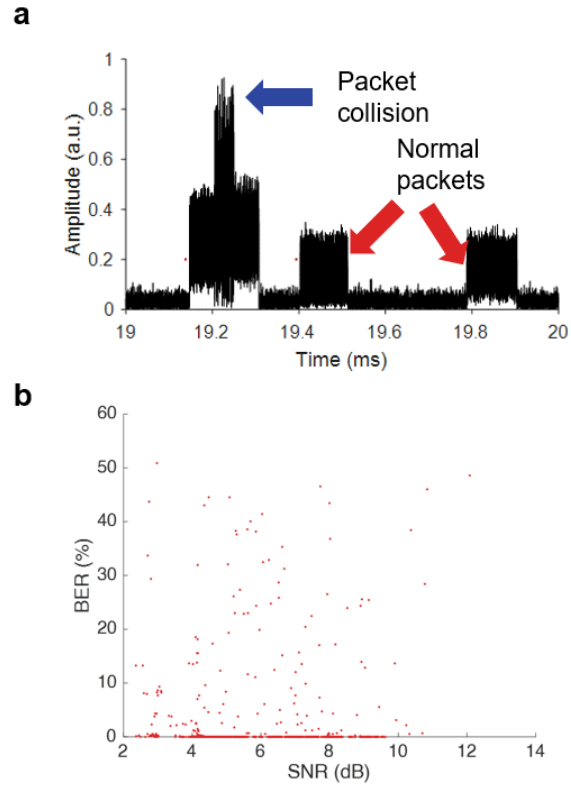 a
Packet
collision
Normal
packets
Amplitude (a.u.)
1
0.8
0.6
0.4
0.2
0
19
19.2
19.4
19.6
19.8
20
Time (ms)
b
BER (%)
60
50
40
30
20
10
0
2
4
6
8
10
12
14
SNR (dB)